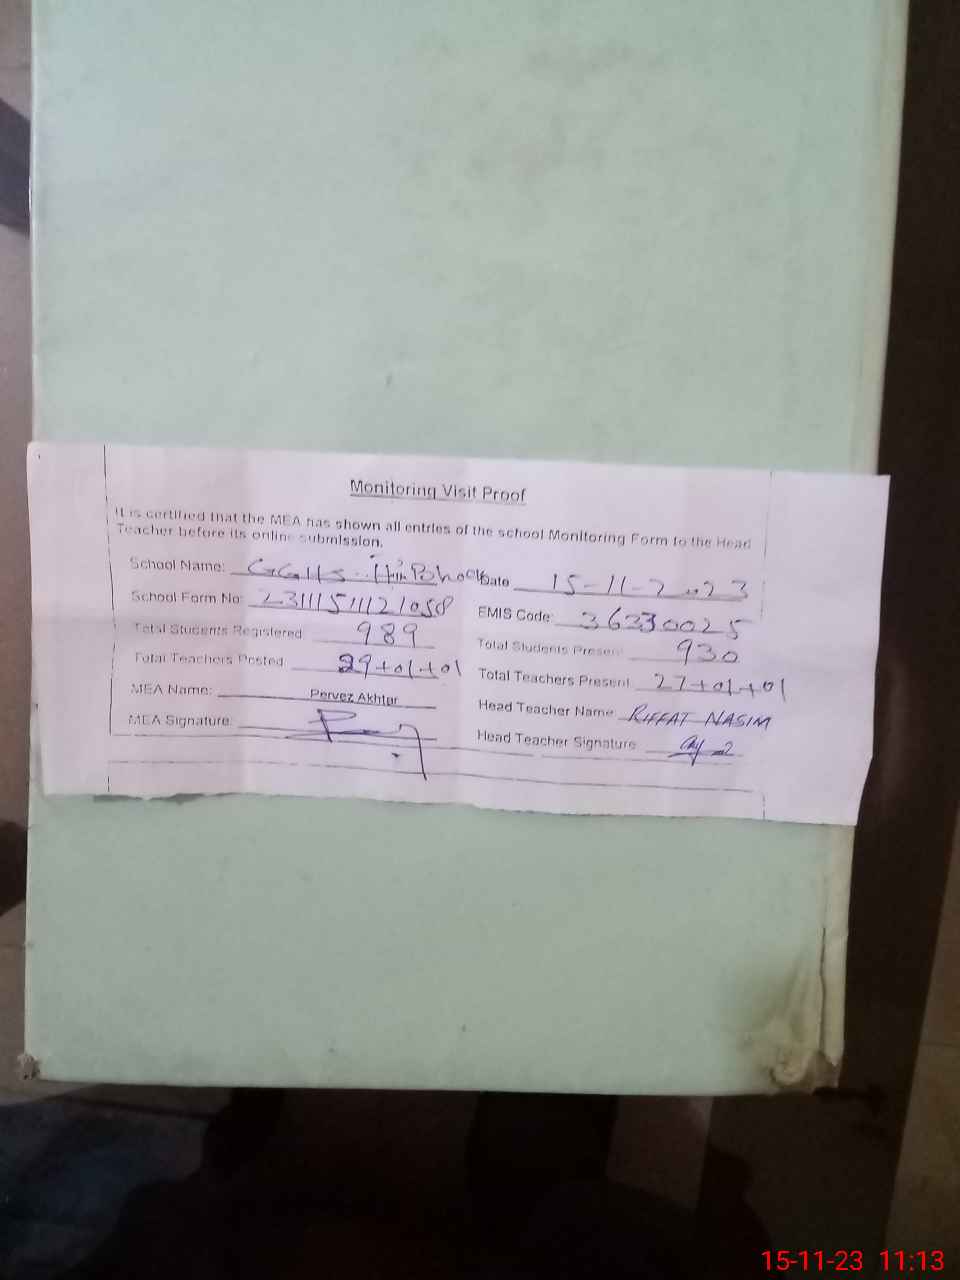 Monitoring Visit Proof
It is certified that the MEA has shown all entries of the school Monitoring Form to the Head
Teacher before its online submission.
School Name: GGHS Date 15-11-2023
School Form No: EMIS Code: 36330025
Total Students Registered 989 Total Students Present 930
Total Teachers Posted 29+01+01 Total Teachers Present 27+01+01
MEA Name: Pervez Akhtar Head Teacher Name RIFFAT NASIM
MEA Signature: Head Teacher Signature
15-11-23 11:13